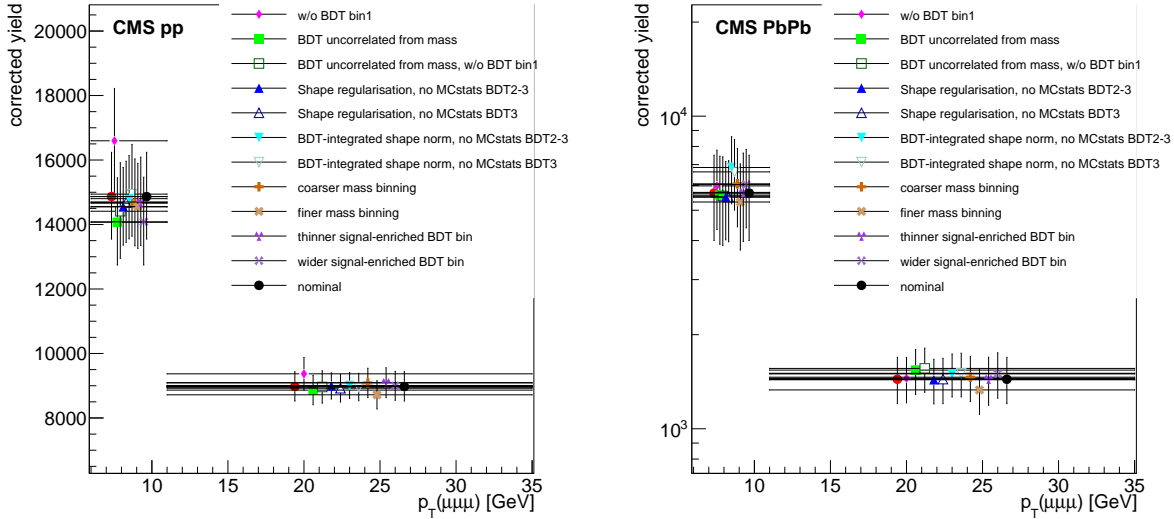 corrected yield
CMS pp
w/o BDT bin1
BDT uncorrelated from mass
BDT uncorrelated from mass, w/o BDT bin1
Shape regularisation, no MCstats BDT2-3
Shape regularisation, no MCstats BDT3
BDT-integrated shape norm, no MCstats BDT2-3
BDT-integrated shape norm, no MCstats BDT3
coarser mass binning
finer mass binning
thinner signal-enriched BDT bin
wider signal-enriched BDT bin
nominal
20000
18000
16000
14000
12000
10000
8000
10 15 20 25 30 35
p_T(μμμ) [GeV]
corrected yield
CMS PbPb
w/o BDT bin1
BDT uncorrelated from mass
BDT uncorrelated from mass, w/o BDT bin1
Shape regularisation, no MCstats BDT2-3
Shape regularisation, no MCstats BDT3
BDT-integrated shape norm, no MCstats BDT2-3
BDT-integrated shape norm, no MCstats BDT3
coarser mass binning
finer mass binning
thinner signal-enriched BDT bin
wider signal-enriched BDT bin
nominal
10⁴
10³
10 15 20 25 30 35
p_T(μμμ) [GeV]